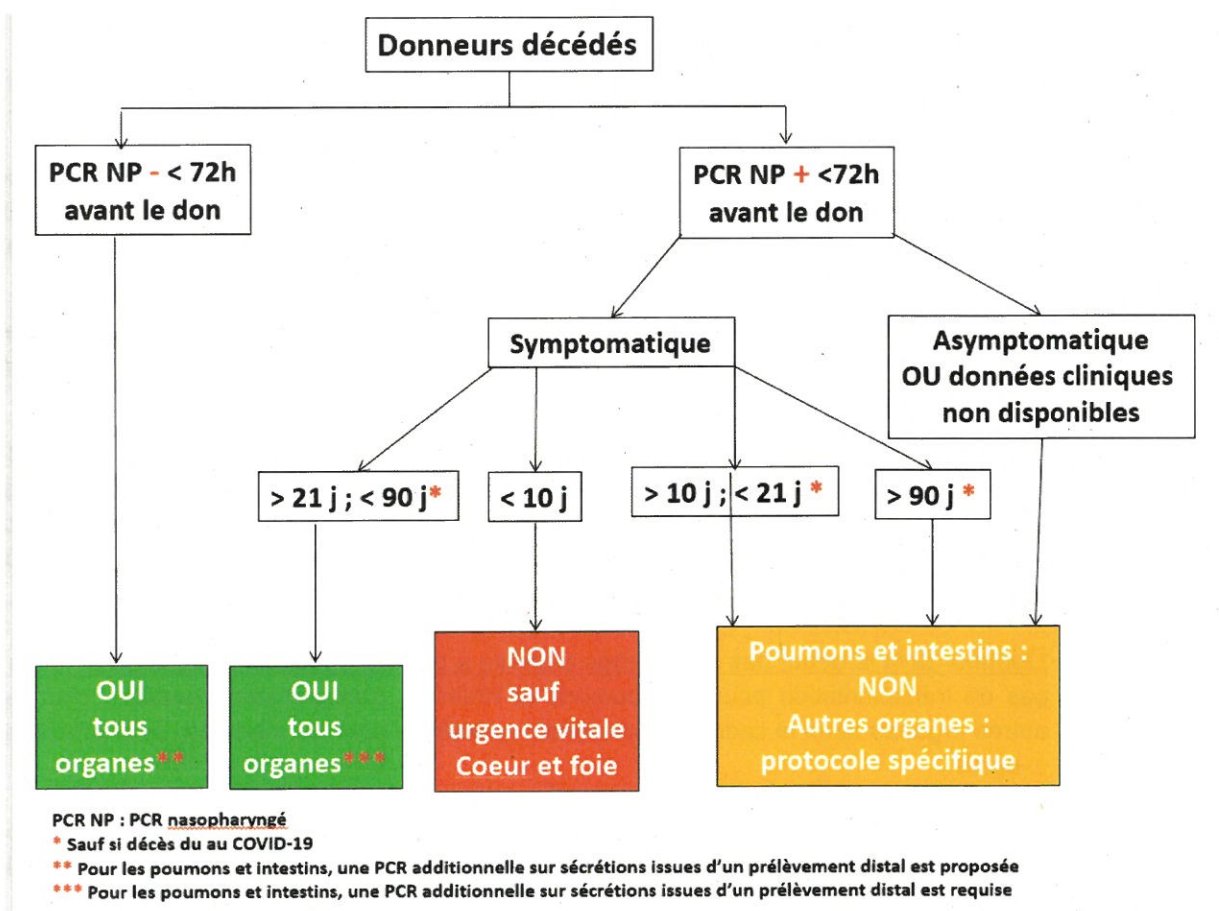 Donneurs décédés
PCR NP - < 72h
avant le don
PCR NP + <72h
avant le don
Symptomatique
Asymptomatique
OU données cliniques
non disponibles
> 21 j ; < 90 j*
< 10 j
> 10 j ; < 21 j *
> 90 j *
OUI
tous
organes**
OUI
tous
organes***
NON
sauf
urgence vitale
Coeur et foie
Poumons et intestins :
NON
Autres organes :
protocole spécifique
PCR NP : PCR nasopharyngé
* Sauf si décès du au COVID-19
** Pour les poumons et intestins, une PCR additionnelle sur sécrétions issues d'un prélèvement distal est proposée
*** Pour les poumons et intestins, une PCR additionnelle sur sécrétions issues d'un prélèvement distal est requise